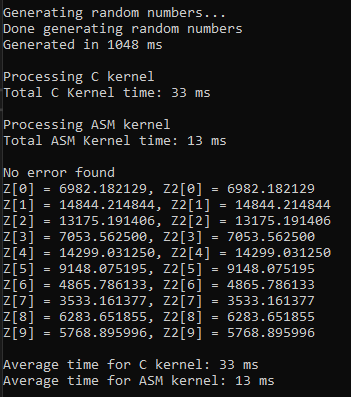 Generating random numbers...
Done generating random numbers
Generated in 1048 ms
Processing C kernel
Total C Kernel time: 33 ms
Processing ASM kernel
Total ASM Kernel time: 13 ms
No error found
Z[0] = 6982.182129, Z2[0] = 6982.182129
Z[1] = 14844.214844, Z2[1] = 14844.214844
Z[2] = 13175.191406, Z2[2] = 13175.191406
Z[3] = 7053.562500, Z2[3] = 7053.562500
Z[4] = 14299.031250, Z2[4] = 14299.031250
Z[5] = 9148.075195, Z2[5] = 9148.075195
Z[6] = 4865.786133, Z2[6] = 4865.786133
Z[7] = 3533.161377, Z2[7] = 3533.161377
Z[8] = 6283.651855, Z2[8] = 6283.651855
Z[9] = 5768.895996, Z2[9] = 5768.895996
Average time for C kernel: 33 ms
Average time for ASM kernel: 13 ms